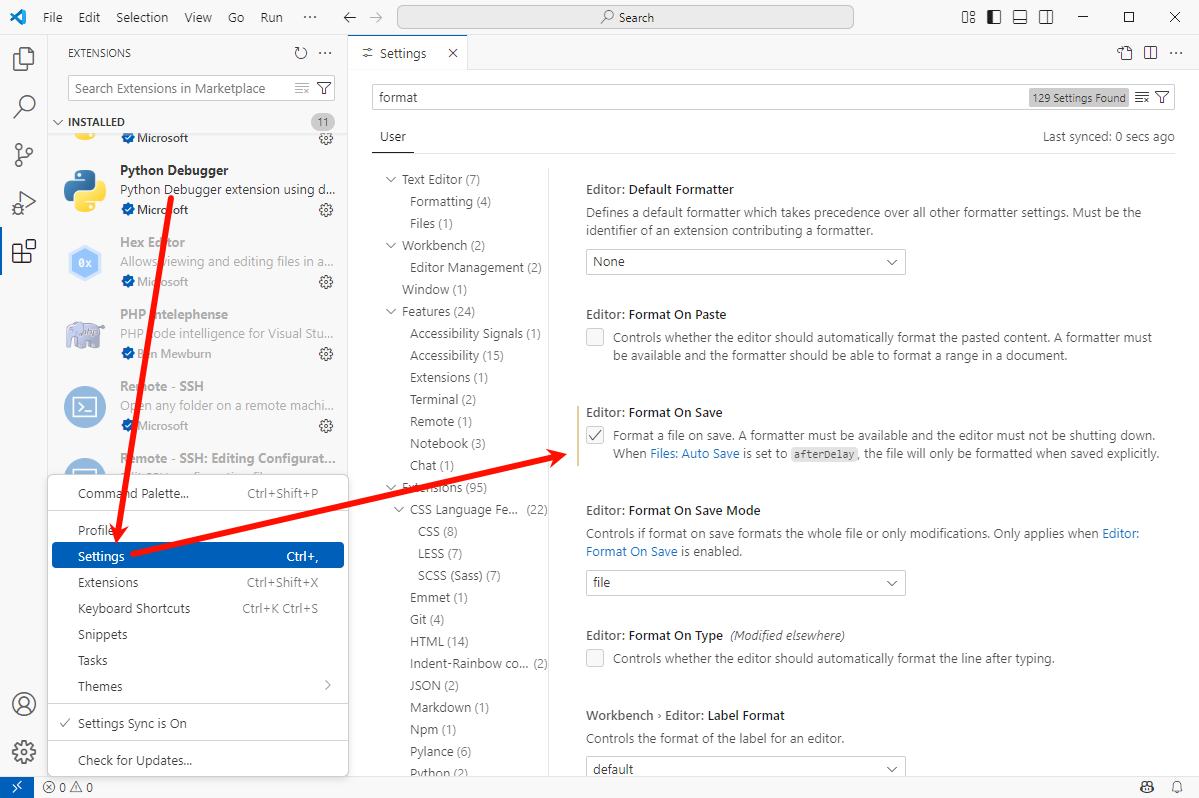 File Edit Selection View Go Run ··· Search
EXTENSIONS
Search Extensions in Marketplace
INSTALLED 11
Microsoft
Python Debugger
Python Debugger extension using d...
Microsoft
Hex Editor
0x
Allows viewing and editing files in a...
Microsoft
PHP Intelephense
php
PHP code intelligence for Visual Stu...
Ben Mewburn
Remote - SSH
Open any folder on a remote machi...
Microsoft
Remote - SSH: Editing Configurat...
Command Palette... Ctrl+Shift+P
Profile
Settings Ctrl+,
Extensions Ctrl+Shift+X
Keyboard Shortcuts Ctrl+K Ctrl+S
Snippets
Tasks
Themes
Settings Sync is On
Check for Updates...
0 0
Settings
format 129 Settings Found
User Last synced: 0 secs ago
Text Editor (7)
Formatting (4)
Files (1)
Workbench (2)
Editor Management (2)
Window (1)
Features (24)
Accessibility Signals (1)
Accessibility (15)
Extensions (1)
Terminal (2)
Remote (1)
Notebook (3)
Chat (1)
Extensions (95)
CSS Language Fe... (22)
CSS (8)
LESS (7)
SCSS (Sass) (7)
Emmet (1)
Git (4)
HTML (14)
Indent-Rainbow co... (2)
JSON (2)
Markdown (1)
Npm (1)
Pylance (6)
Python (2)
Editor: Default Formatter
Defines a default formatter which takes precedence over all other formatter settings. Must be the
identifier of an extension contributing a formatter.
None
Editor: Format On Paste
Controls whether the editor should automatically format the pasted content. A formatter must
be available and the formatter should be able to format a range in a document.
Editor: Format On Save
Format a file on save. A formatter must be available and the editor must not be shutting down.
When Files: Auto Save is set to afterDelay, the file will only be formatted when saved explicitly.
Editor: Format On Save Mode
Controls if format on save formats the whole file or only modifications. Only applies when Editor:
Format On Save is enabled.
file
Editor: Format On Type (Modified elsewhere)
Controls whether the editor should automatically format the line after typing.
Workbench › Editor: Label Format
Controls the format of the label for an editor.
default